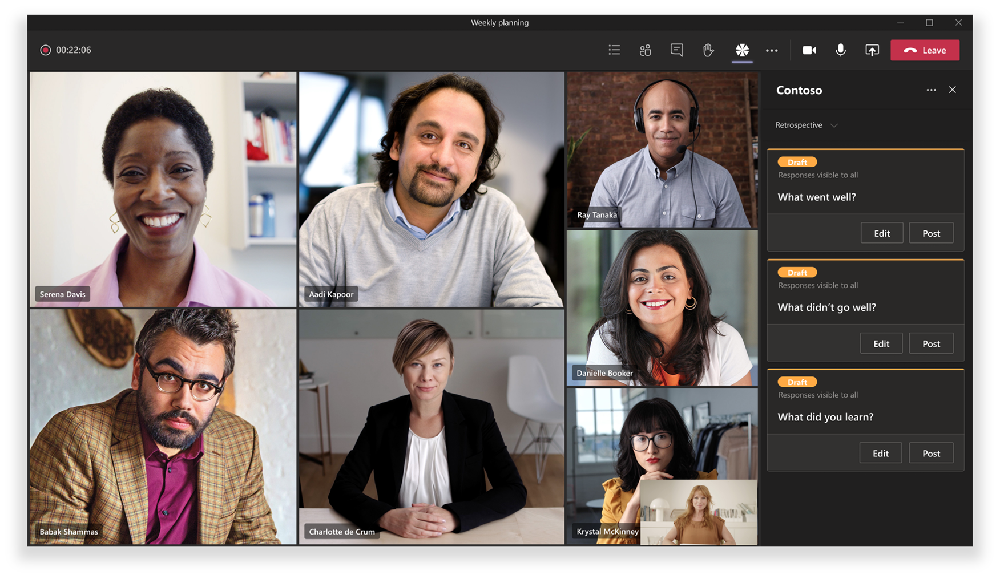 Weekly planning
00:22:06
Leave
Contoso
Retrospective
Draft
Responses visible to all
What went well?
Edit
Post
Draft
Responses visible to all
What didn’t go well?
Edit
Post
Draft
Responses visible to all
What did you learn?
Edit
Post
Serena Davis
Aadi Kapoor
Ray Tanaka
Danielle Booker
Babak Shammas
Charlotte de Crum
Krystal McKinney